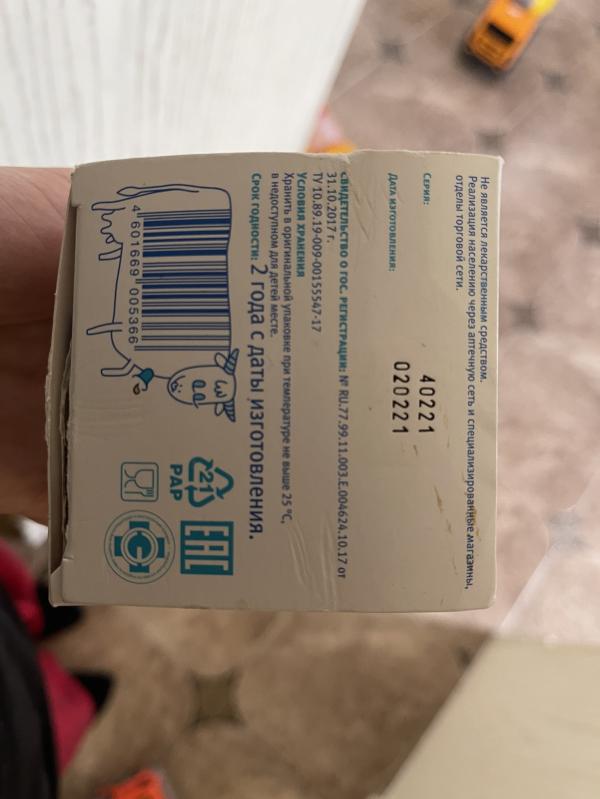 Не является лекарственным средством.
Реализация населению через аптечную сеть и специализированные магазины,
отделы торговой сети.
Серия: 40221
Дата изготовления: 020221
Свидетельство о гос. регистрации: № RU.77.99.11.003.E.004624.10.17 от
31.10.2017 г.
ТУ 10.89.19-009-00155547-17
Условия хранения
Хранить в оригинальной упаковке при температуре не выше 25 °С,
в недоступном для детей месте.
Срок годности: 2 года с даты изготовления.
4 601669 005366
21
PAP
EAC